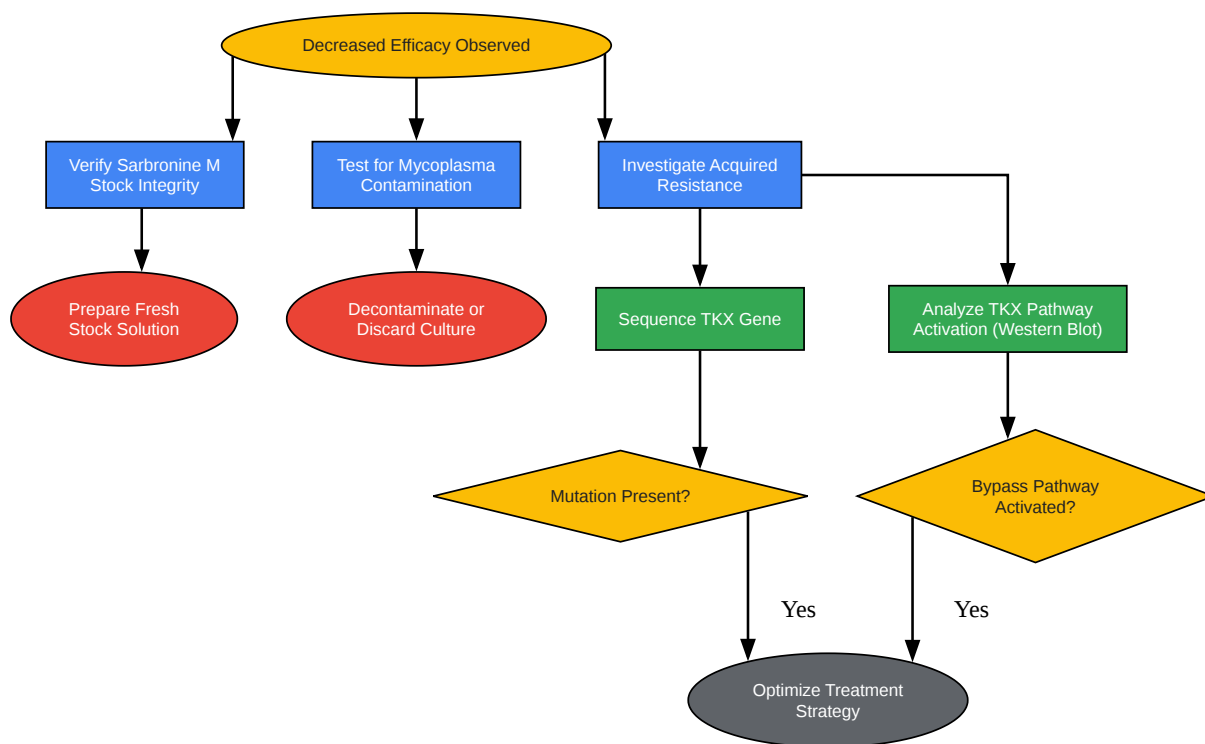 Decreased Efficacy Observed
Verify Sarbronine M
Stock Integrity
Test for Mycoplasma
Contamination
Investigate Acquired
Resistance
Prepare Fresh
Stock Solution
Decontaminate or
Discard Culture
Sequence TKX Gene
Analyze TKX Pathway
Activation (Western Blot)
Mutation Present?
Bypass Pathway
Activated?
Yes
Yes
Optimize Treatment
Strategy